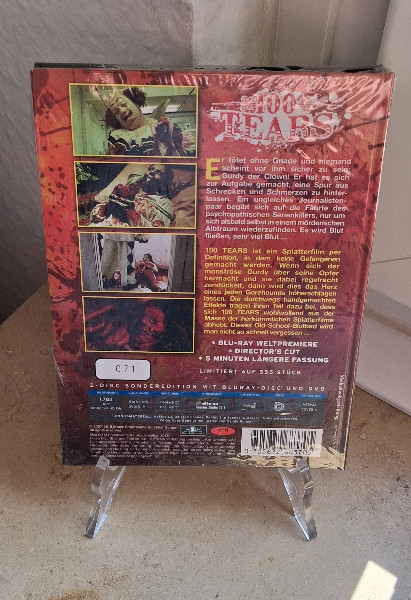 100
TEARS
Er tötet ohne Gnade und niemand
scheint vor ihm sicher zu sein:
Gurdy der Clown! Er hat es sich
zur Aufgabe gemacht, eine Spur aus
Schrecken und Schmerzen zu hinter-
lassen. Ein ungleiches Journalisten-
paar begibt sich auf die Fährte des
psychopathischen Serienkillers, nur um
sich alsbald selbst in einem mörderischen
Albtraum wiederzufinden. Es wird Blut
fließen, sehr viel Blut ...
100 TEARS ist ein Splatterfilm per
Definition, in dem keine Gefangenen
gemacht werden. Wenn sich der
monströse Gurdy über seine Opfer
hermacht und sie dabei regelrecht
zerstückelt, dann wird dies das Herz
eines jeden Gorehounds höherschlagen
lassen. Die durchwegs handgemachten
Effekte tragen ihren Teil dazu bei, dass
sich 100 TEARS wohlwollend aus der
Masse der herkömmlichen Splatterfilme
abhebt. Dieses Old-School-Blutbad wird
man nicht so schnell vergessen ...
• BLU-RAY WELTPREMIERE
• DIRECTOR'S CUT
• 5 MINUTEN LÄNGERE FASSUNG
LIMITIERT AUF 555 STÜCK
071
2-DISC SONDEREDITION MIT BLU-RAY-DISC UND DVD